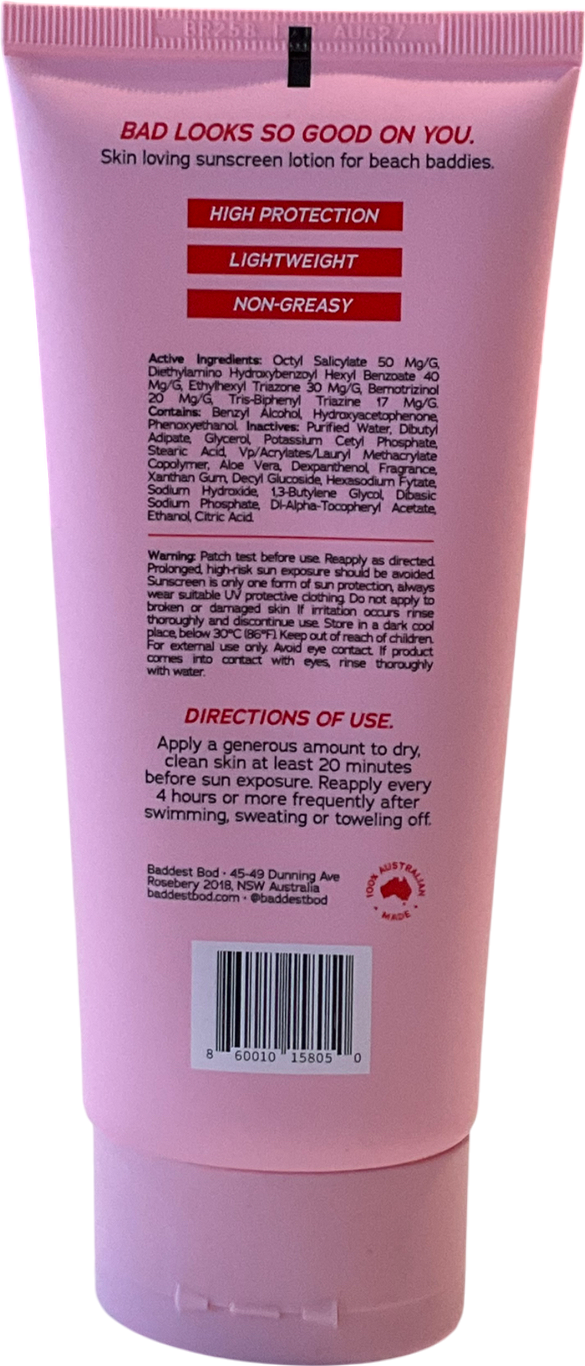 BR258 AUG27
BAD LOOKS SO GOOD ON YOU.
Skin loving sunscreen lotion for beach baddies.
HIGH PROTECTION
LIGHTWEIGHT
NON-GREASY
Active Ingredients: Octyl Salicylate 50 Mg/G,
Diethylamino Hydroxybenzoyl Hexyl Benzoate 40
Mg/G, Ethylhexyl Triazone 30 Mg/G, Bemotrizinol
20 Mg/G, Tris-Biphenyl Triazine 17 Mg/G.
Contains: Benzyl Alcohol, Hydroxyacetophenone,
Phenoxyethanol. Inactives: Purified Water, Dibutyl
Adipate, Glycerol, Potassium Cetyl Phosphate,
Stearic Acid, Vp/Acrylates/Lauryl Methacrylate
Copolymer, Aloe Vera, Dexpanthenol, Fragrance,
Xanthan Gum, Decyl Glucoside, Hexasodium Fytate,
Sodium Hydroxide, 1,3-Butylene Glycol, Dibasic
Sodium Phosphate, Dl-Alpha-Tocopheryl Acetate,
Ethanol, Citric Acid.
Warning: Patch test before use. Reapply as directed.
Prolonged, high-risk sun exposure should be avoided.
Sunscreen is only one form of sun protection, always
wear suitable UV protective clothing. Do not apply to
broken or damaged skin. If irritation occurs rinse
thoroughly and discontinue use. Store in a dark cool
place, below 30°C (86°F). Keep out of reach of children.
For external use only. Avoid eye contact. If product
comes into contact with eyes, rinse thoroughly
with water.
DIRECTIONS OF USE.
Apply a generous amount to dry,
clean skin at least 20 minutes
before sun exposure. Reapply every
4 hours or more frequently after
swimming, sweating or toweling off.
Baddest Bod • 45-49 Dunning Ave
Rosebery 2018, NSW Australia
baddestbod.com • @baddestbod
100% AUSTRALIAN
• MADE •
8 60010 15805 0